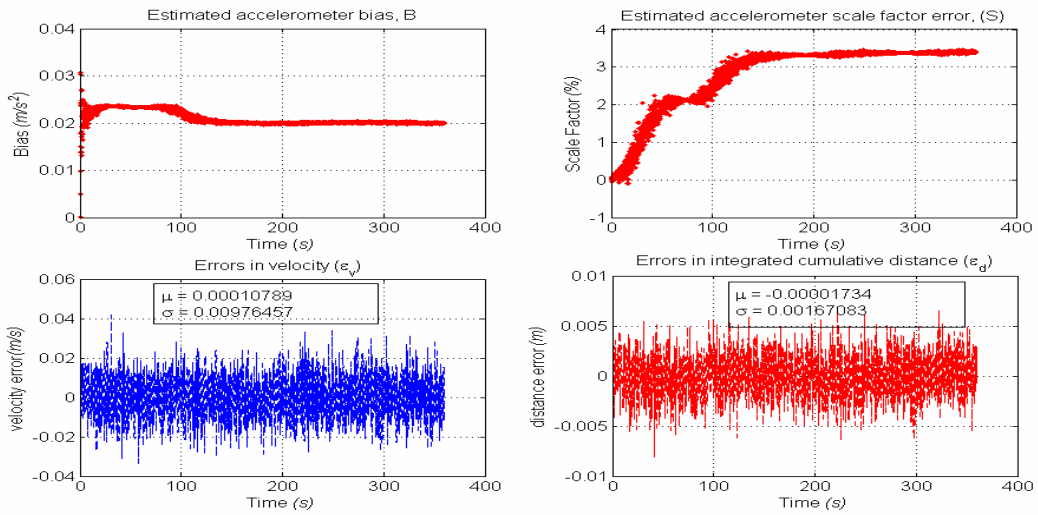 Estimated accelerometer bias, B
0.04
0.03
0.02
0.01
0
Bias (m/s²)
0
100
200
300
400
Time (s)
Estimated accelerometer scale factor error, (S)
4
3
2
1
0
-1
Scale Factor (%)
0
100
200
300
400
Time (s)
Errors in velocity (εv)
μ = 0.00010789
σ = 0.00976457
0.06
0.04
0.02
0
-0.02
-0.04
velocity error(m/s)
0
100
200
300
400
Time (s)
Errors in integrated cumulative distance (εd)
μ = -0.00001734
σ = 0.00167083
0.01
0.005
0
-0.005
-0.01
distance error (m)
0
100
200
300
400
Time (s)